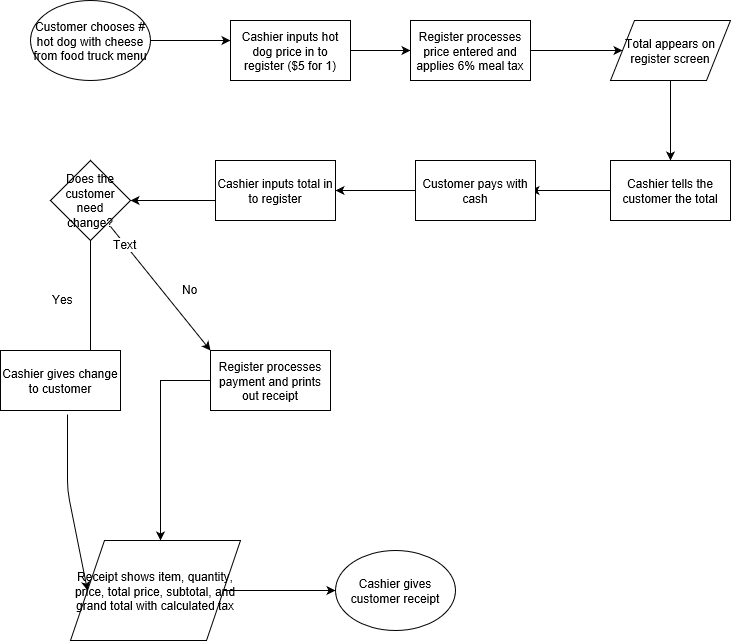 Customer chooses #
hot dog with cheese
from food truck menu
Cashier inputs hot
dog price in to
register ($5 for 1)
Register processes
price entered and
applies 6% meal tax
Total appears on
register screen
Does the
customer
need
change?
Cashier inputs total in
to register
Customer pays with
cash
Cashier tells the
customer the total
Text
Yes
No
Cashier gives change
to customer
Register processes
payment and prints
out receipt
Receipt shows item, quantity,
price, total price, subtotal, and
grand total with calculated tax
Cashier gives
customer receipt